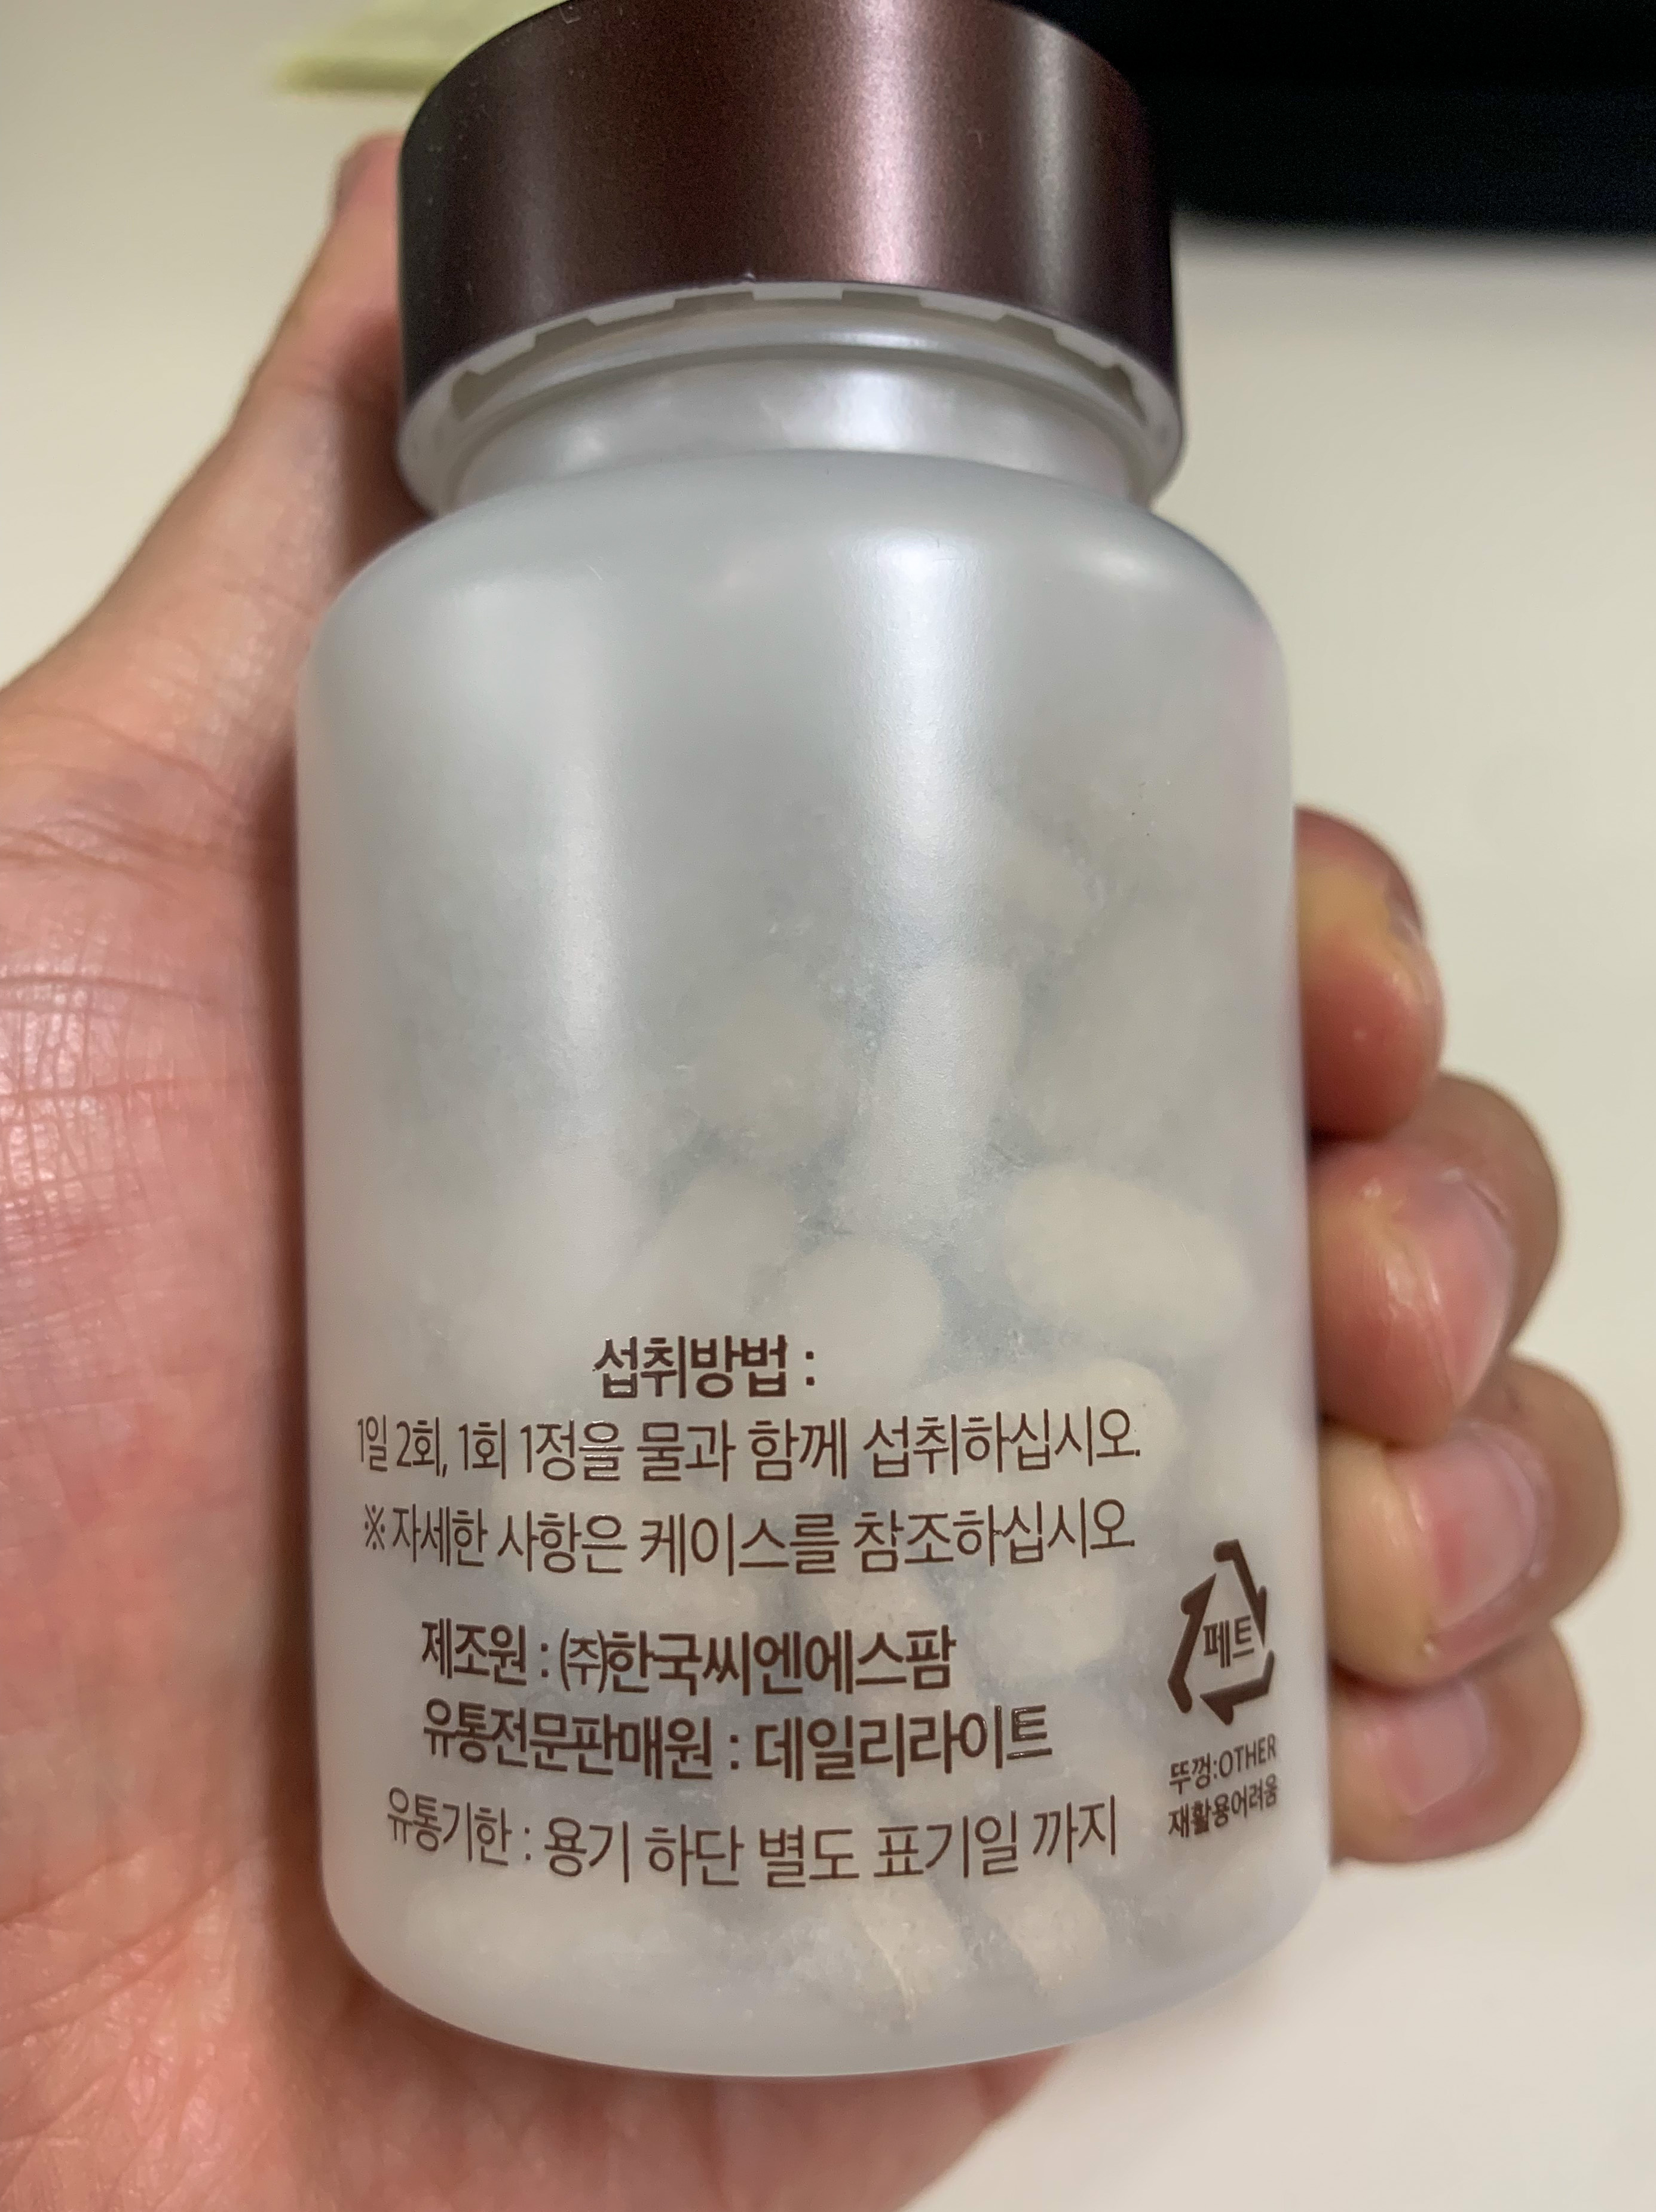 섭취방법 :
1일 2회, 1회 1정을 물과 함께 섭취하십시오.
※ 자세한 사항은 케이스를 참조하십시오
제조원 : ㈜한국씨엔에스팜
유통전문판매원 : 데일리라이트
유통기한 : 용기 하단 별도 표기일 까지
페트
뚜껑:OTHER
재활용어려움